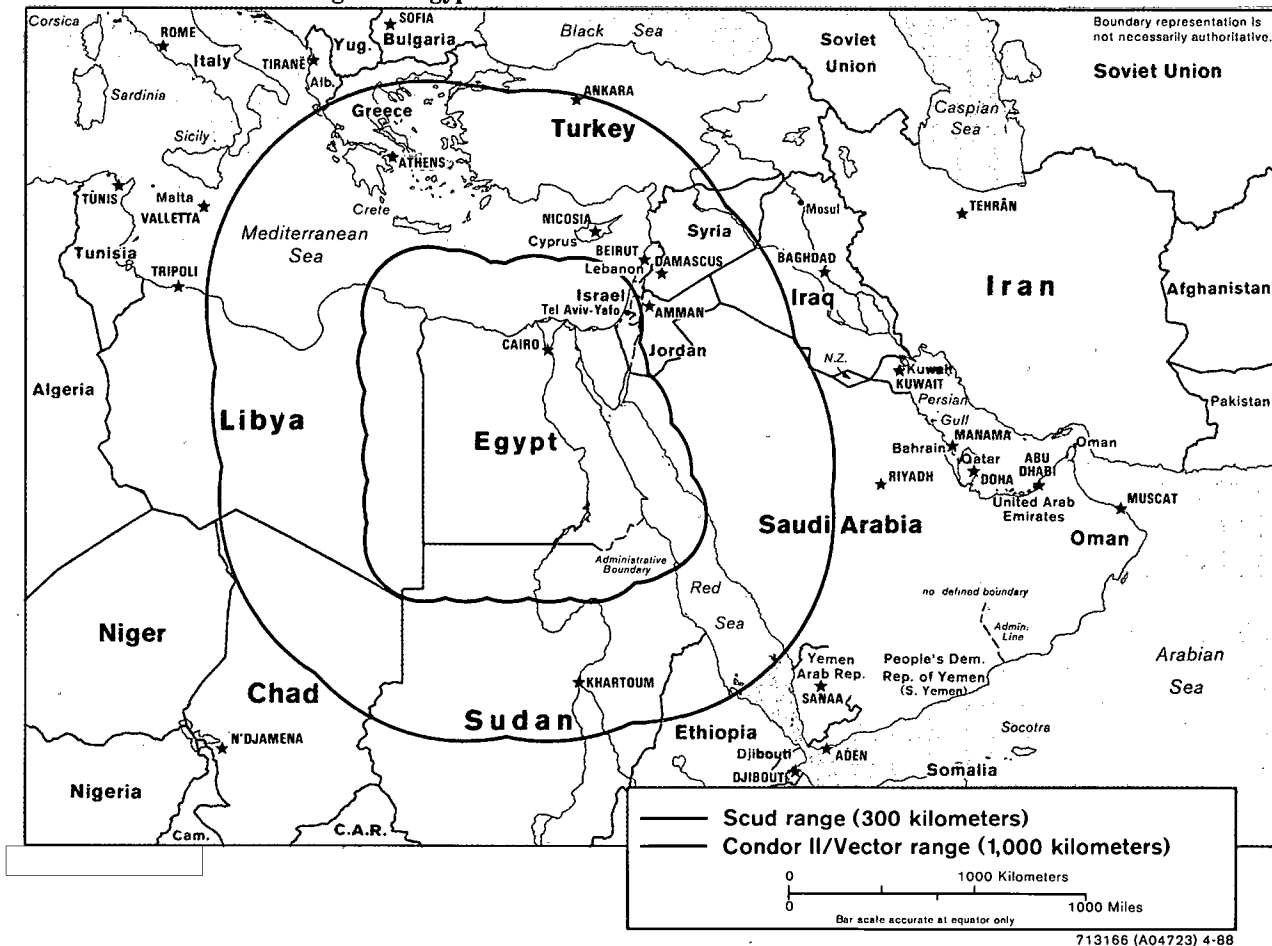 Corsica
ROME
Italy
SOFIA
Bulgaria
Yug.
TIRANË
Alb.
Black Sea
Soviet
Union
Boundary representation is
not necessarily authoritative.
Soviet Union
Caspian
Sea
Sardinia
Sicily
Greece
ATHENS
ANKARA
Turkey
TUNIS
Malta
VALLETTA
Crete
NICOSIA
Cyprus
Syria
Mosul
TEHRĀN
Tunisia
TRIPOLI
Mediterranean
Sea
BEIRUT
Lebanon
DAMASCUS
BAGHDAD
Iraq
Iran
Afghanistan
Israel
Tel Aviv-Yafo
AMMAN
Jordan
CAIRO
N.Z.
Kuwait
KUWAIT
Persian
Gulf
Pakistan
Algeria
Libya
Egypt
Bahrain
MANAMA
Qatar
DOHA
ABU
DHABI
Oman
RIYADH
United Arab
Emirates
MUSCAT
Saudi Arabia
Oman
Administrative
Boundary
Red
Sea
no defined boundary
Admin.
Line
Niger
Chad
KHARTOUM
Sudan
Yemen
Arab Rep.
SANAA
People's Dem.
Rep. of Yemen
(S. Yemen)
Arabian
Sea
Ethiopia
Socotra
N'DJAMENA
Djibouti
DJIBOUTI
ADEN
Somalia
Nigeria
Cam.
C.A.R.
Scud range (300 kilometers)
Condor II/Vector range (1,000 kilometers)
0 1000 Kilometers
0 1000 Miles
Bar scale accurate at equator only
713166 (A04723) 4-88